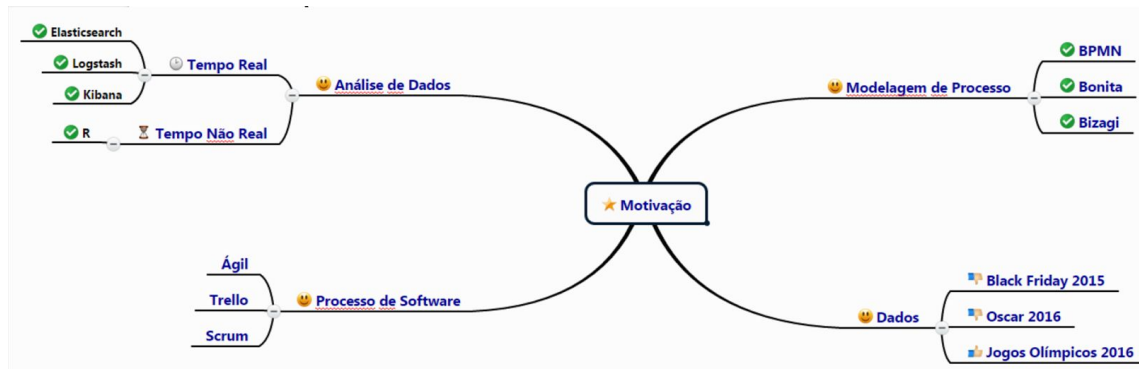 Elasticsearch
Logstash
Kibana
Tempo Real
R
Tempo Não Real
Análise de Dados
Modelagem de Processo
BPMN
Bonita
Bizagi
Motivação
Ágil
Trello
Scrum
Processo de Software
Dados
Black Friday 2015
Oscar 2016
Jogos Olímpicos 2016